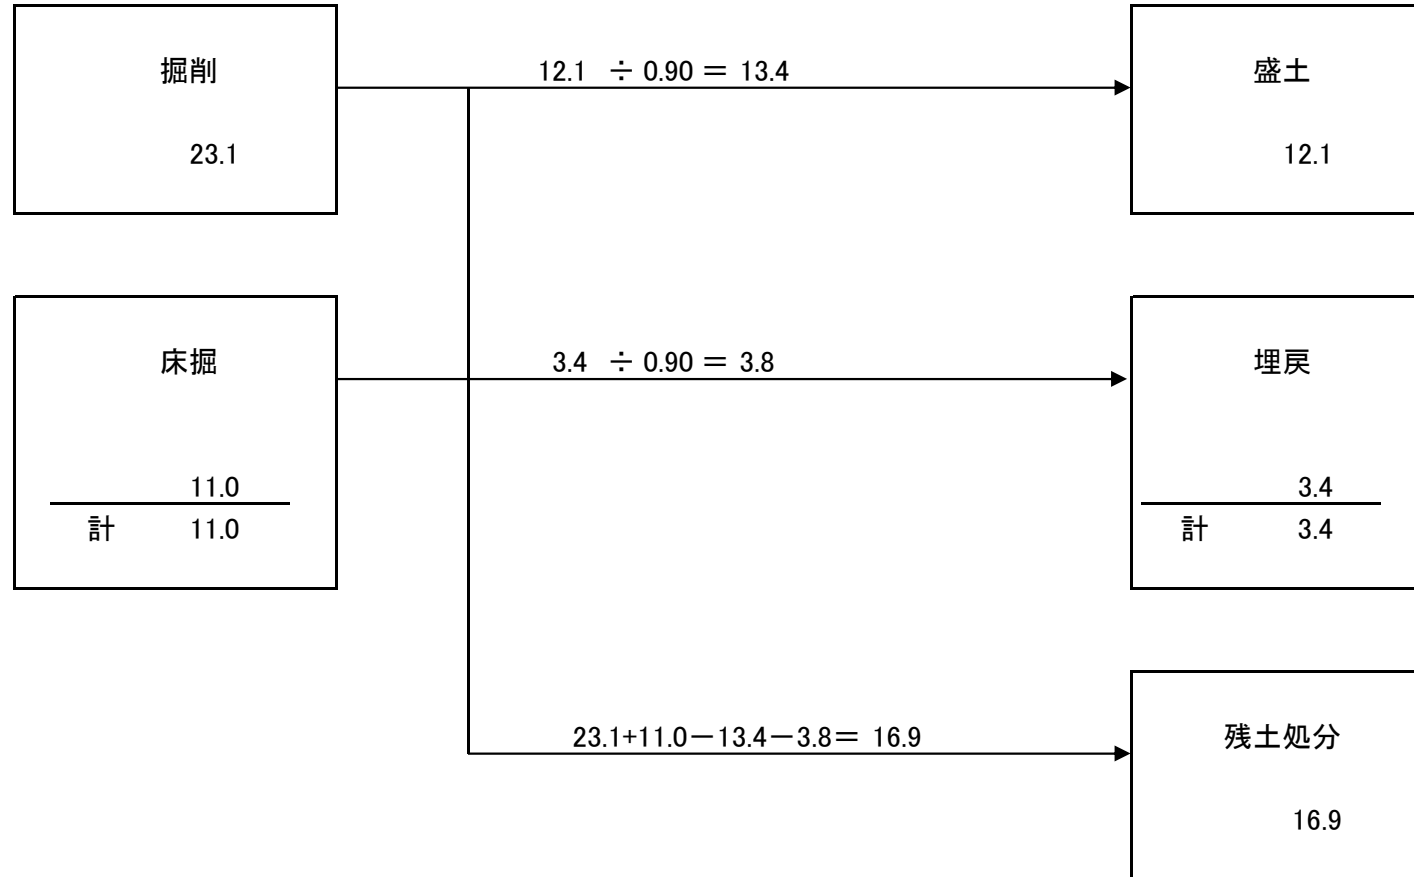 掘削
12.1 ÷ 0.90 = 13.4
盛土
23.1
12.1
床掘
3.4 ÷ 0.90 = 3.8
埋戻
11.0
3.4
計 11.0
計 3.4
23.1+11.0－13.4－3.8＝ 16.9
残土処分
16.9